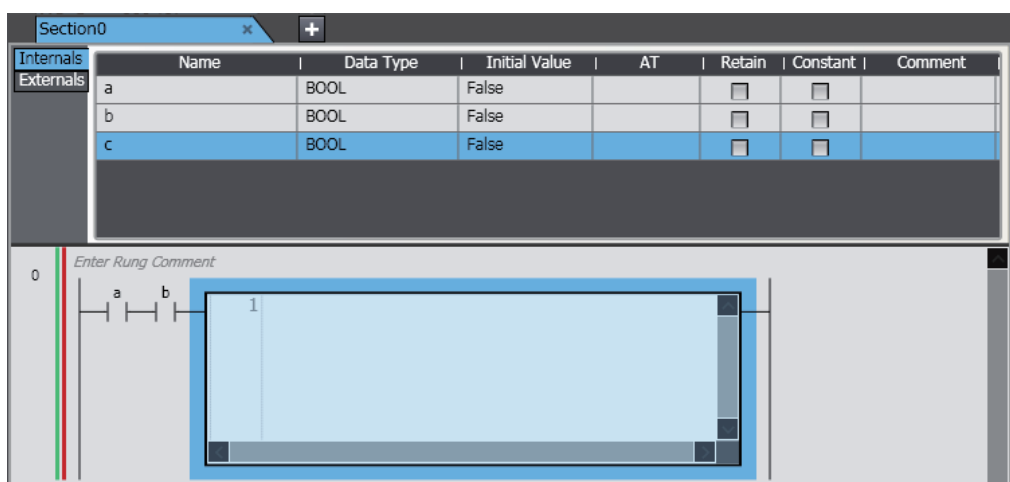 Section0 × +
Internals
Externals
Name Data Type Initial Value AT Retain Constant Comment
a BOOL False
b BOOL False
c BOOL False
Enter Rung Comment
0
a b
1